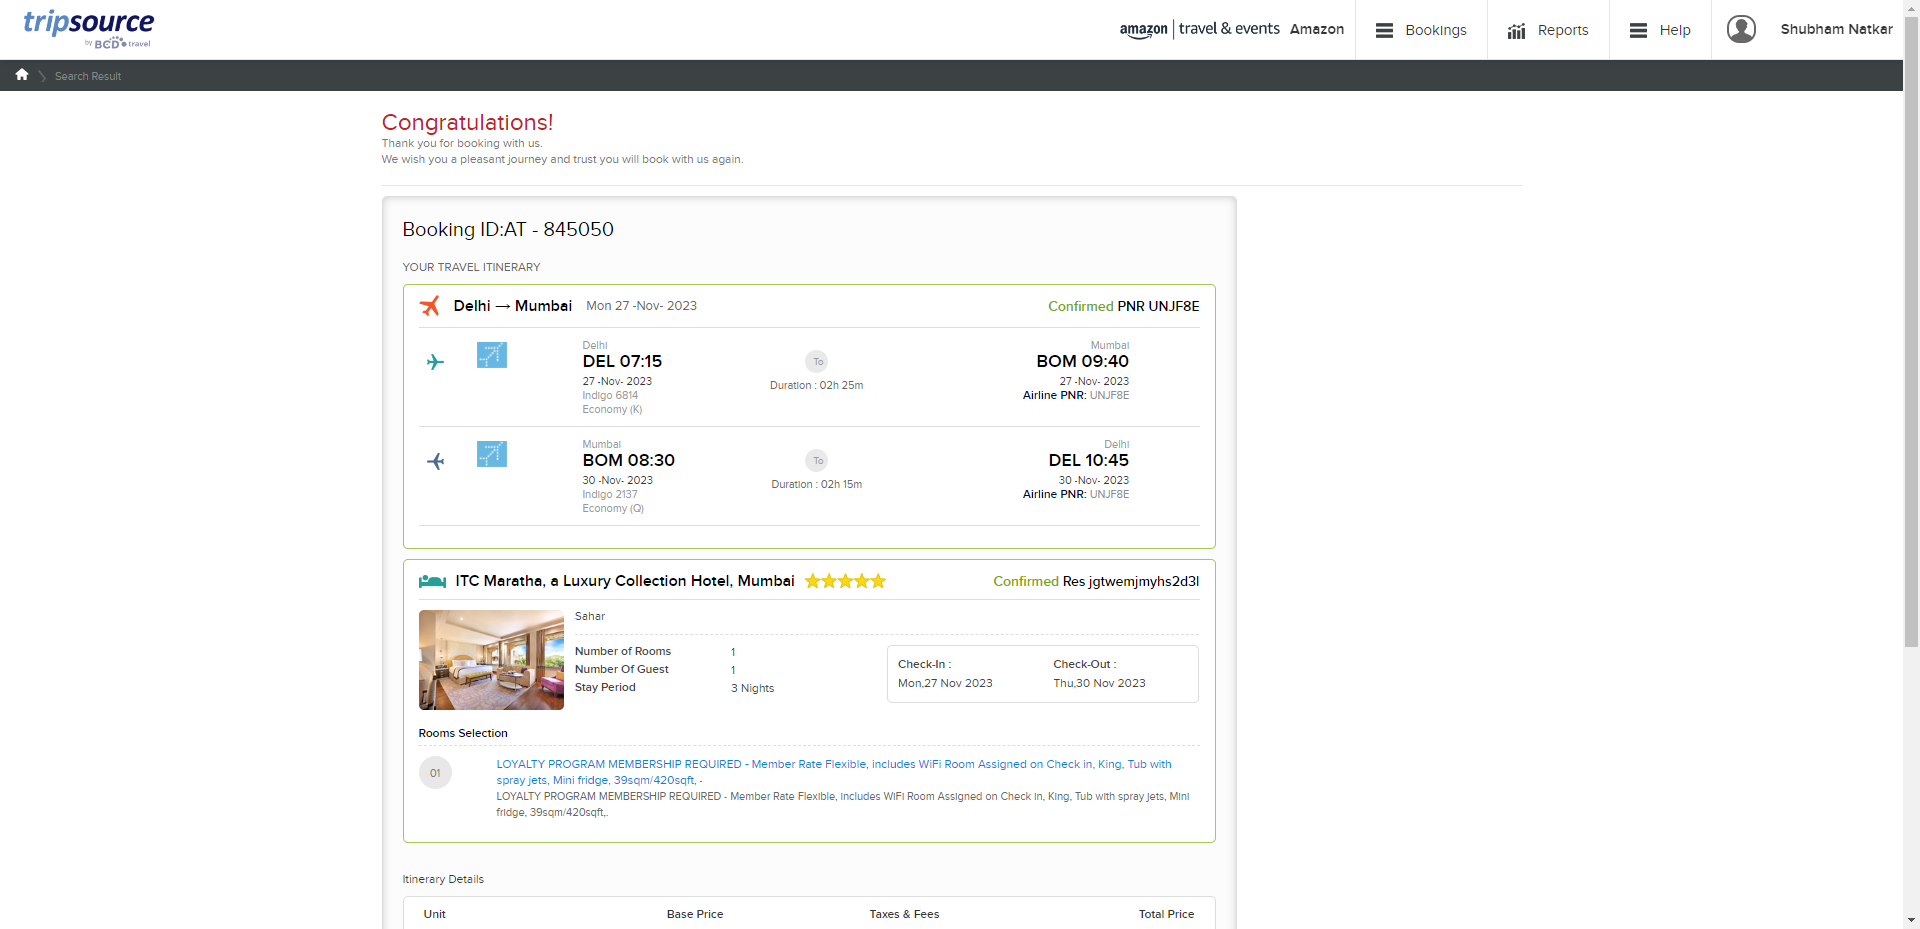 tripsource
by BCD travel
amazon | travel & events Amazon
Bookings
Reports
Help
Shubham Natkar
Search Result
Congratulations!
Thank you for booking with us.
We wish you a pleasant journey and trust you will book with us again.
Booking ID:AT - 845050
YOUR TRAVEL ITINERARY
Delhi → Mumbai Mon 27 -Nov- 2023 Confirmed PNR UNJF8E
Delhi
DEL 07:15
27 -Nov- 2023
Indigo 6814
Economy (K)
To
Duration : 02h 25m
Mumbai
BOM 09:40
27 -Nov- 2023
Airline PNR: UNJF8E
Mumbai
BOM 08:30
30 -Nov- 2023
Indigo 2137
Economy (Q)
To
Duration : 02h 15m
Delhi
DEL 10:45
30 -Nov- 2023
Airline PNR: UNJF8E
ITC Maratha, a Luxury Collection Hotel, Mumbai Confirmed Res jgtwemjmyhs2d3l
Sahar
Number of Rooms 1
Number Of Guest 1
Stay Period 3 Nights
Check-In :
Mon,27 Nov 2023
Check-Out :
Thu,30 Nov 2023
Rooms Selection
01
LOYALTY PROGRAM MEMBERSHIP REQUIRED - Member Rate Flexible, includes WiFi Room Assigned on Check in, King, Tub with
spray jets, Mini fridge, 39sqm/420sqft, -
LOYALTY PROGRAM MEMBERSHIP REQUIRED - Member Rate Flexible, includes WiFi Room Assigned on Check in, King, Tub with spray jets, Mini
fridge, 39sqm/420sqft,.
Itinerary Details
Unit Base Price Taxes & Fees Total Price